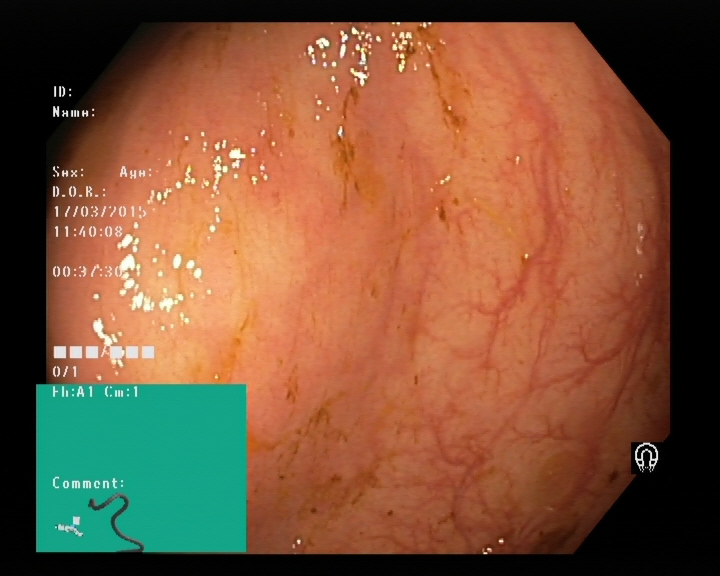 ID:
Name:
Sex: Age:
D.O.B.:
17/03/2015
11:40:08
00:37:30
0/1
Eh:A1 Cm:1
Comment: